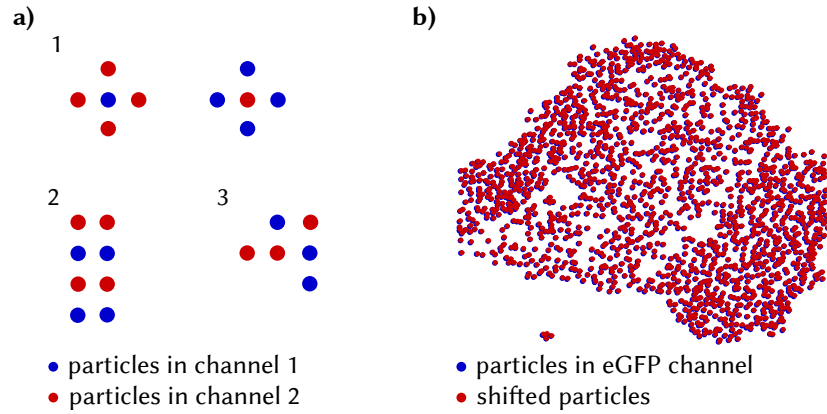 a)
b)
1
2
3
particles in channel 1
particles in channel 2
particles in eGFP channel
shifted particles